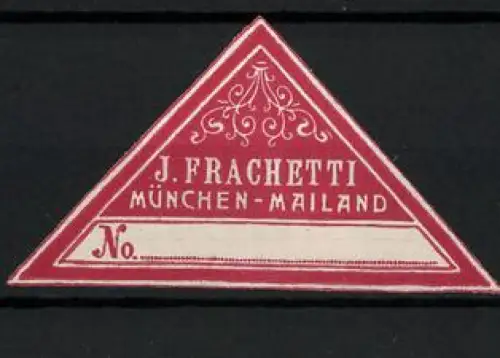 J. FRACHETTI
MÜNCHEN-MAILAND
No.